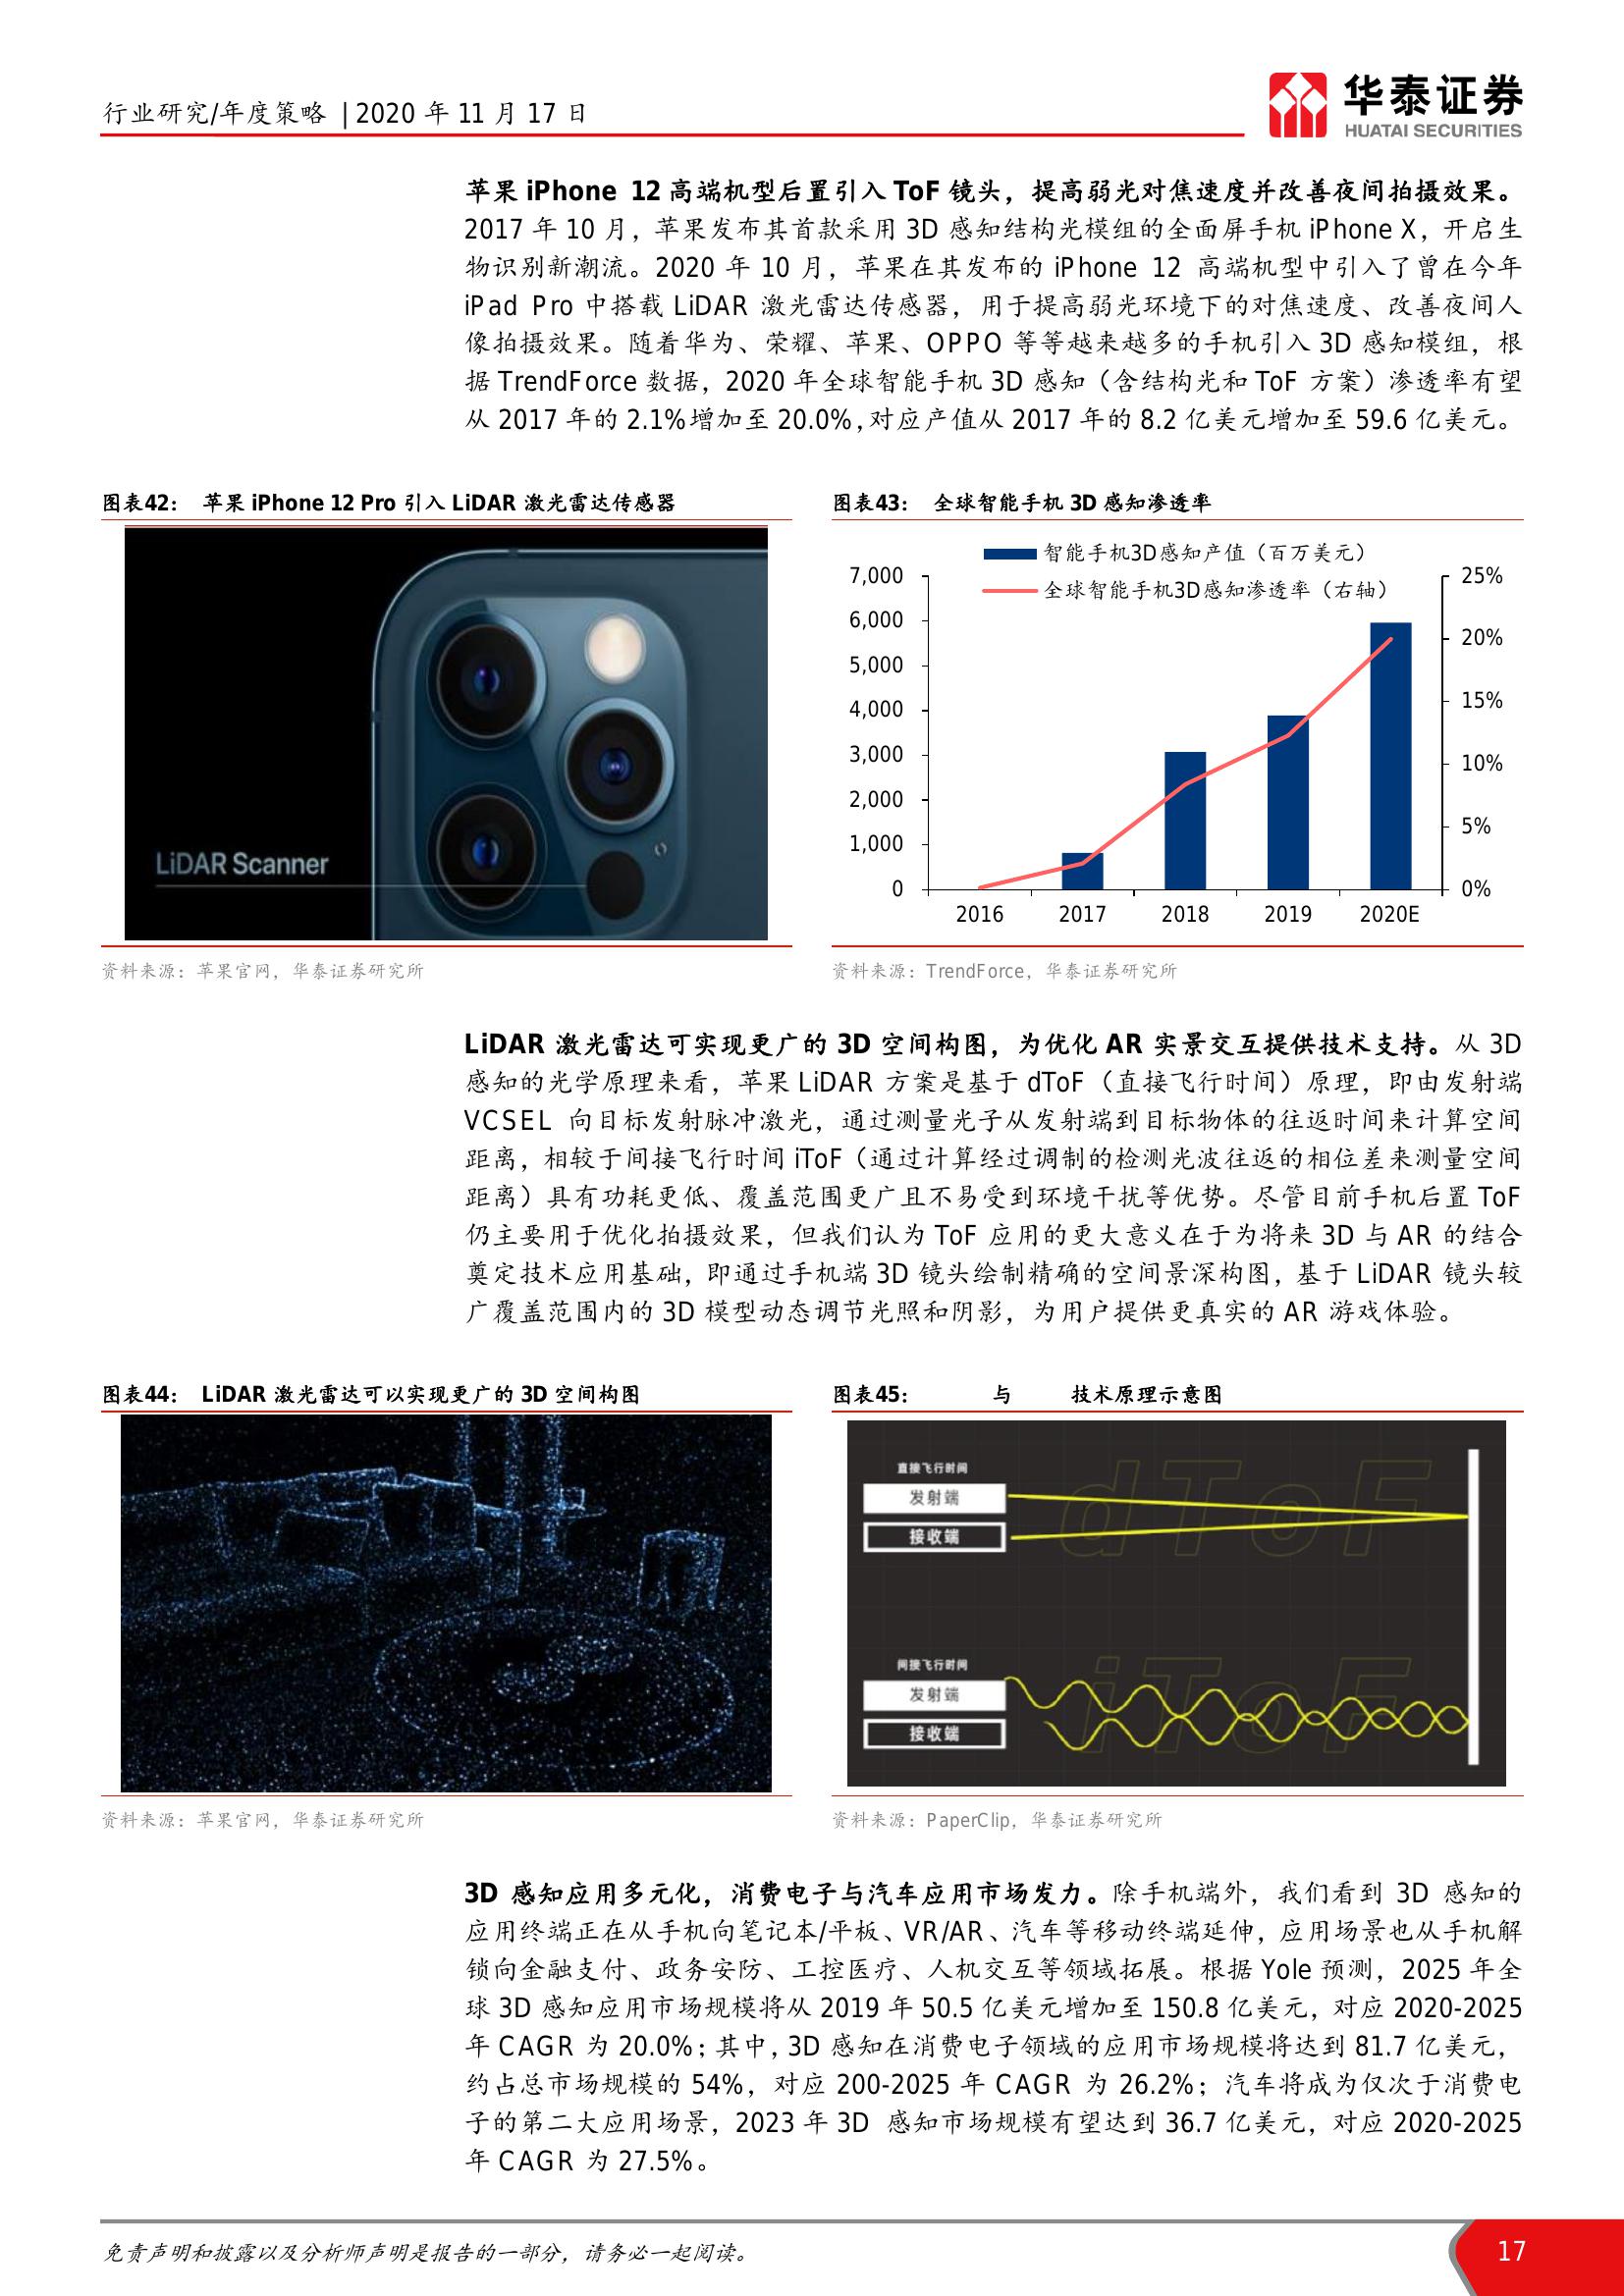 行业研究/年度策略 | 2020 年 11 月 17 日
华泰证券
HUATAI SECURITIES
苹果 iPhone 12 高端机型后置引入 ToF 镜头，提高弱光对焦速度并改善夜间拍摄效果。
2017 年 10 月，苹果发布其首款采用 3D 感知结构光模组的全面屏手机 iPhone X，开启生
物识别新潮流。2020 年 10 月，苹果在其发布的 iPhone 12 高端机型中引入了曾在今年
iPad Pro 中搭载 LiDAR 激光雷达传感器，用于提高弱光环境下的对焦速度、改善夜间人
像拍摄效果。随着华为、荣耀、苹果、OPPO 等等越来越多的手机引入 3D 感知模组，根
据 TrendForce 数据，2020 年全球智能手机 3D 感知（含结构光和 ToF 方案）渗透率有望
从 2017 年的 2.1%增加至 20.0%,对应产值从 2017 年的 8.2 亿美元增加至 59.6 亿美元。
图表42： 苹果 iPhone 12 Pro 引入 LiDAR 激光雷达传感器
LiDAR Scanner
资料来源：苹果官网，华泰证券研究所
图表43： 全球智能手机 3D 感知渗透率
智能手机3D感知产值（百万美元）
全球智能手机3D感知渗透率（右轴）
7,000 25%
6,000
20%
5,000
4,000 15%
3,000
10%
2,000
5%
1,000
0 0%
2016 2017 2018 2019 2020E
资料来源：TrendForce，华泰证券研究所
LiDAR 激光雷达可实现更广的 3D 空间构图，为优化 AR 实景交互提供技术支持。从 3D
感知的光学原理来看，苹果 LiDAR 方案是基于 dToF（直接飞行时间）原理，即由发射端
VCSEL 向目标发射脉冲激光，通过测量光子从发射端到目标物体的往返时间来计算空间
距离，相较于间接飞行时间 iToF（通过计算经过调制的检测光波往返的相位差来测量空间
距离）具有功耗更低、覆盖范围更广且不易受到环境干扰等优势。尽管目前手机后置 ToF
仍主要用于优化拍摄效果，但我们认为 ToF 应用的更大意义在于为将来 3D 与 AR 的结合
奠定技术应用基础，即通过手机端 3D 镜头绘制精确的空间景深构图，基于 LiDAR 镜头较
广覆盖范围内的 3D 模型动态调节光照和阴影，为用户提供更真实的 AR 游戏体验。
图表44： LiDAR 激光雷达可以实现更广的 3D 空间构图
资料来源：苹果官网，华泰证券研究所
图表45： 与 技术原理示意图
dToF
直接飞行时间
发射端
接收端
iToF
间接飞行时间
发射端
接收端
资料来源：PaperClip，华泰证券研究所
3D 感知应用多元化，消费电子与汽车应用市场发力。除手机端外，我们看到 3D 感知的
应用终端正在从手机向笔记本/平板、VR/AR、汽车等移动终端延伸，应用场景也从手机解
锁向金融支付、政务安防、工控医疗、人机交互等领域拓展。根据 Yole 预测，2025 年全
球 3D 感知应用市场规模将从 2019 年 50.5 亿美元增加至 150.8 亿美元，对应 2020-2025
年 CAGR 为 20.0%；其中，3D 感知在消费电子领域的应用市场规模将达到 81.7 亿美元，
约占总市场规模的 54%，对应 200-2025 年 CAGR 为 26.2%；汽车将成为仅次于消费电
子的第二大应用场景，2023 年 3D 感知市场规模有望达到 36.7 亿美元，对应 2020-2025
年 CAGR 为 27.5%。
免责声明和披露以及分析师声明是报告的一部分，请务必一起阅读。
17